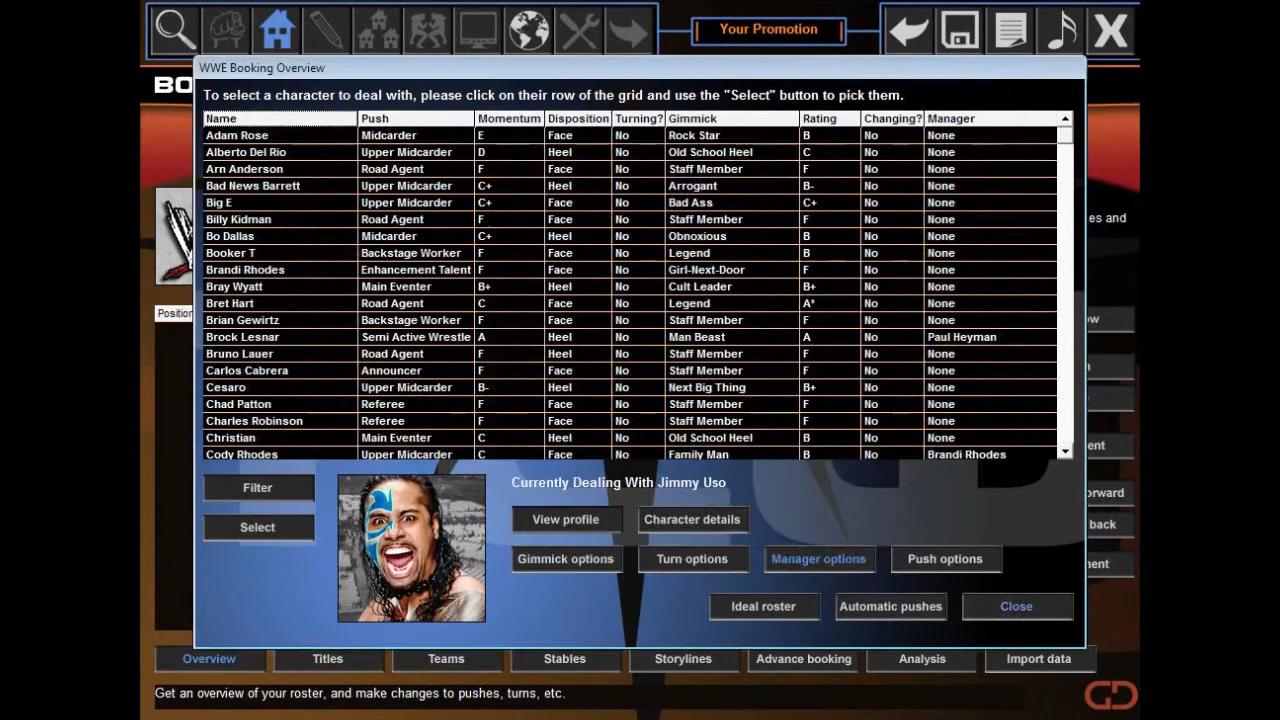 Your Promotion
WWE Booking Overview
BO
To select a character to deal with, please click on their row of the grid and use the "Select" button to pick them.
Name Push Momentum Disposition Turning? Gimmick Rating Changing? Manager
Adam Rose Midcarder E Face No Rock Star B No None
Alberto Del Rio Upper Midcarder D Heel No Old School Heel C No None
Arn Anderson Road Agent F Face No Staff Member F No None
Bad News Barrett Upper Midcarder C+ Heel No Arrogant B- No None
Big E Upper Midcarder C+ Face No Bad Ass C+ No None
Billy Kidman Road Agent F Face No Staff Member F No None
es and
Bo Dallas Midcarder C+ Heel No Obnoxious B No None
Booker T Backstage Worker F Face No Legend B No None
Brandi Rhodes Enhancement Talent F Face No Girl-Next-Door F No None
Bray Wyatt Main Eventer B+ Heel No Cult Leader B+ No None
Bret Hart Road Agent C Face No Legend A* No None
Position
Brian Gewirtz Backstage Worker F Face No Staff Member F No None
ow
Brock Lesnar Semi Active Wrestle A Heel No Man Beast A No Paul Heyman
Bruno Lauer Road Agent F Face No Staff Member F No None
Carlos Cabrera Announcer F Face No Staff Member F No None
Cesaro Upper Midcarder B- Heel No Next Big Thing B+ No None
Chad Patton Referee F Face No Staff Member F No None
Charles Robinson Referee F Face No Staff Member F No None
Christian Main Eventer C Heel No Old School Heel B No None
ent
Cody Rhodes Upper Midcarder C Face No Family Man B No Brandi Rhodes
Filter
Currently Dealing With Jimmy Uso
orward
Select
View profile Character details
back
Gimmick options Turn options Manager options Push options
ent
Ideal roster Automatic pushes Close
Overview Titles Teams Stables Storylines Advance booking Analysis Import data
Get an overview of your roster, and make changes to pushes, turns, etc.
GD